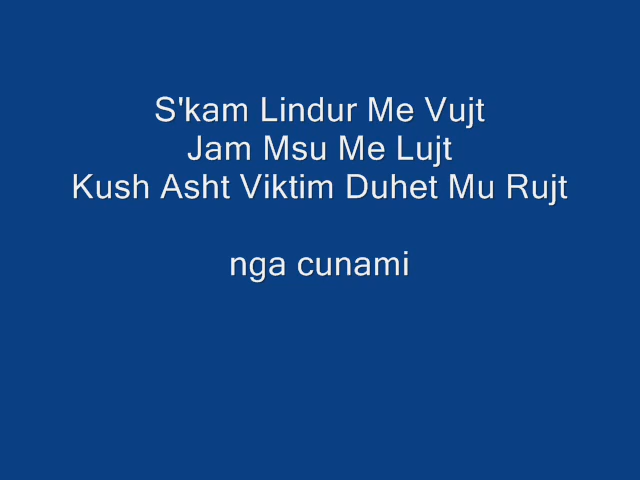 S'kam Lindur Me Vujt
Jam Msu Me Lujt
Kush Asht Viktim Duhet Mu Rujt
nga cunami